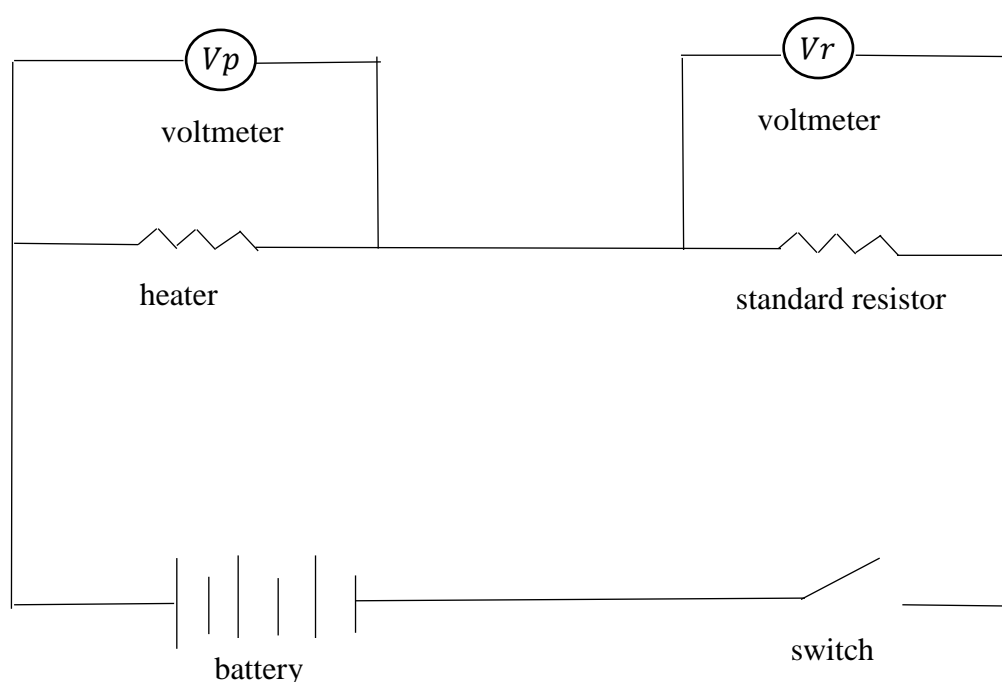 Vp
Vr
voltmeter
voltmeter
heater
standard resistor
switch
battery